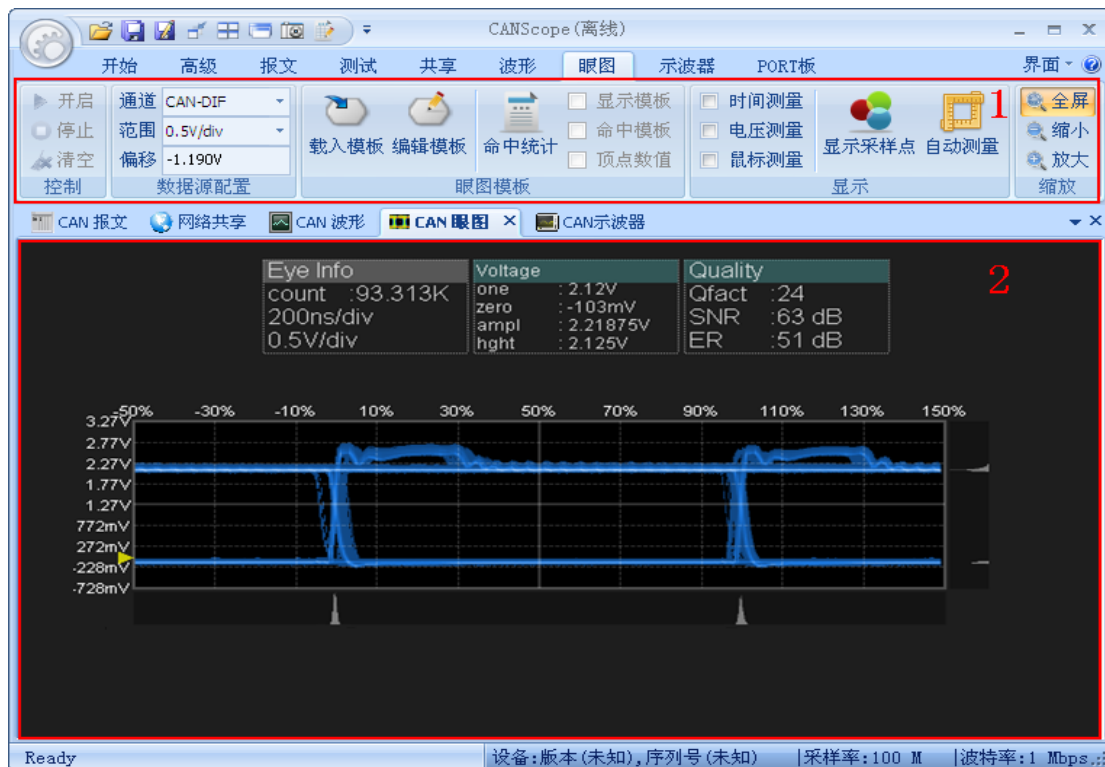 CANScope(离线)
开始 高级 报文 测试 共享 波形 眼图 示波器 PORT板 界面
开启 通道 CAN-DIF 显示模板 时间测量 1 全屏
停止 范围 0.5V/div 载入模板 编辑模板 命中统计 命中模板 电压测量 显示采样点 自动测量 缩小
清空 偏移 -1.190V 顶点数值 鼠标测量 放大
控制 数据源配置 眼图模板 显示 缩放
CAN 报文 网络共享 CAN 波形 CAN 眼图 CAN示波器
Eye Info Voltage Quality 2
count :93.313K one : 2.12V Qfact :24
200ns/div zero : -103mV SNR :63 dB
0.5V/div ampl : 2.21875V ER :51 dB
hght : 2.125V
-50% -30% -10% 10% 30% 50% 70% 90% 110% 130% 150%
3.27V
2.77V
2.27V
1.77V
1.27V
772mV
272mV
-228mV
-728mV
Ready 设备:版本(未知),序列号(未知) |采样率:100 M |波特率:1 Mbps